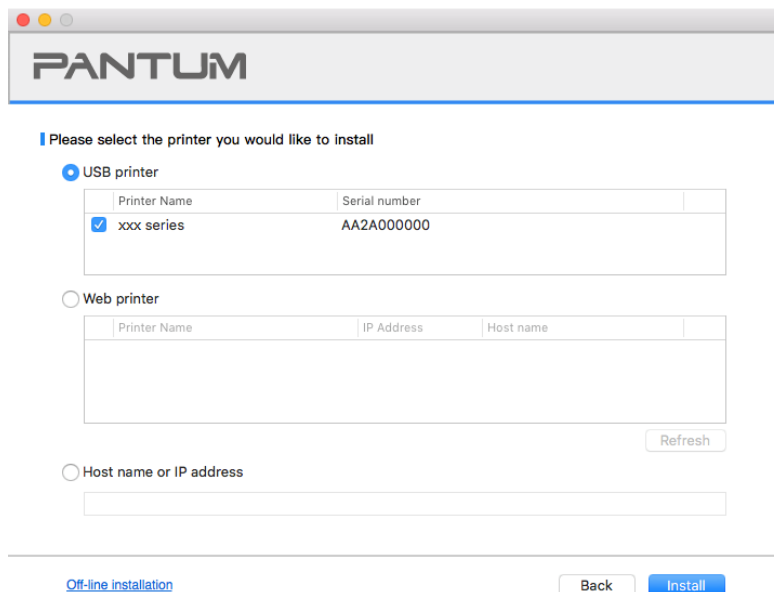 PANTUM
Please select the printer you would like to install
USB printer
Printer Name Serial number
xxx series AA2A000000
Web printer
Printer Name IP Address Host name
Refresh
Host name or IP address
Off-line installation Back Install